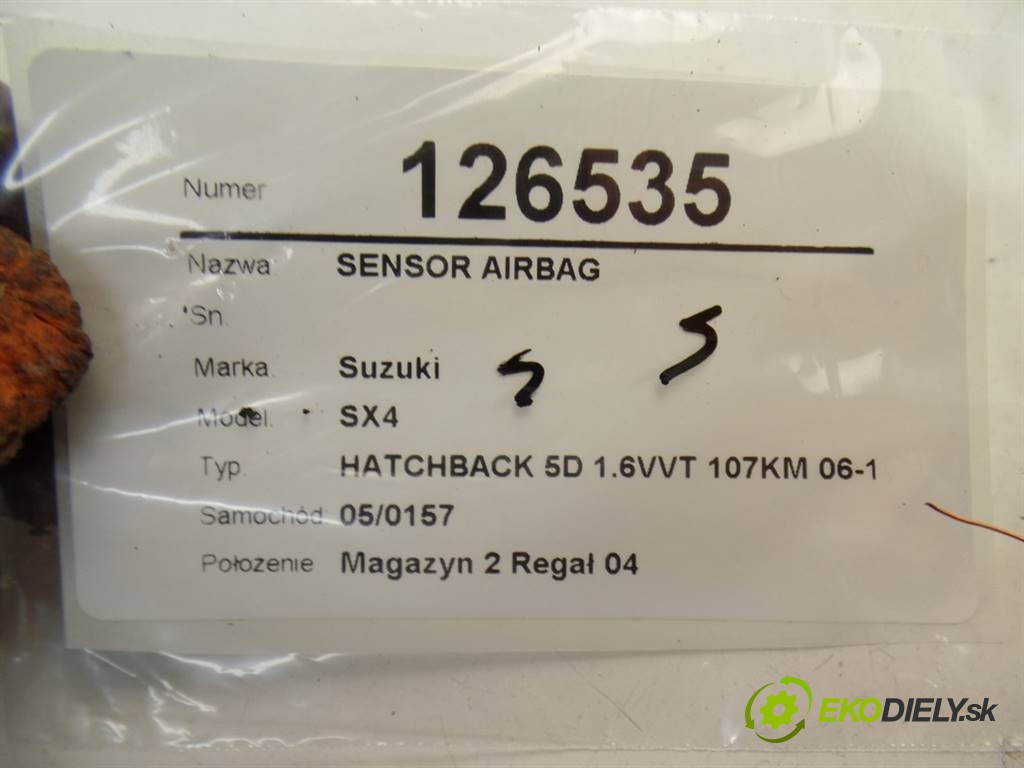 Numer 126535
Nazwa SENSOR AIRBAG
Sn.
Marka Suzuki
Model. SX4
Typ. HATCHBACK 5D 1.6VVT 107KM 06-1
Samochód: 05/0157
Położenie Magazyn 2 Regał 04
EKODIELY.sk